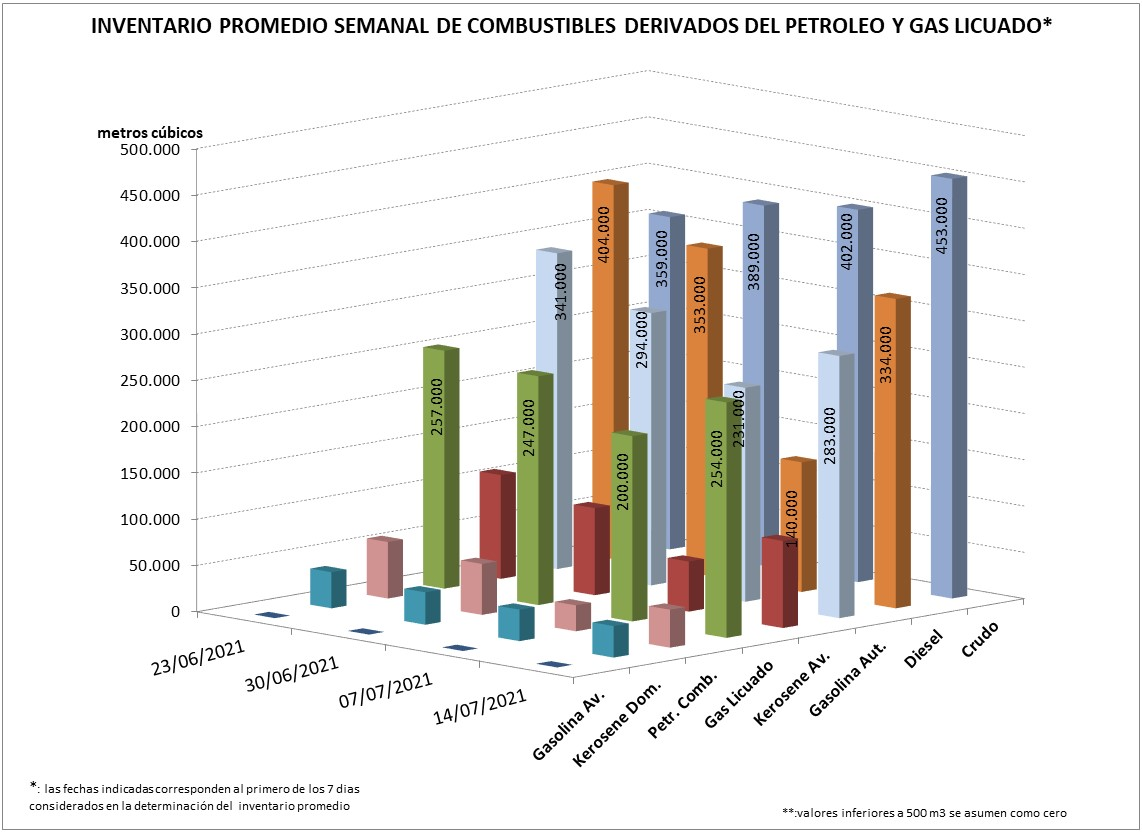 INVENTARIO PROMEDIO SEMANAL DE COMBUSTIBLES DERIVADOS DEL PETROLEO Y GAS LICUADO*
metros cúbicos
500.000
450.000
400.000
350.000
300.000
250.000
200.000
150.000
100.000
50.000
0
404.000
359.000
389.000
402.000
453.000
341.000
294.000
353.000
334.000
257.000
247.000
200.000
254.000
231.000
283.000
140.000
23/06/2021
30/06/2021
07/07/2021
14/07/2021
Gasolina Av.
Kerosene Dom.
Petr. Comb.
Gas Licuado
Kerosene Av.
Gasolina Aut.
Diesel
Crudo
*: las fechas indicadas corresponden al primero de los 7 dias
considerados en la determinación del inventario promedio
**:valores inferiores a 500 m3 se asumen como cero